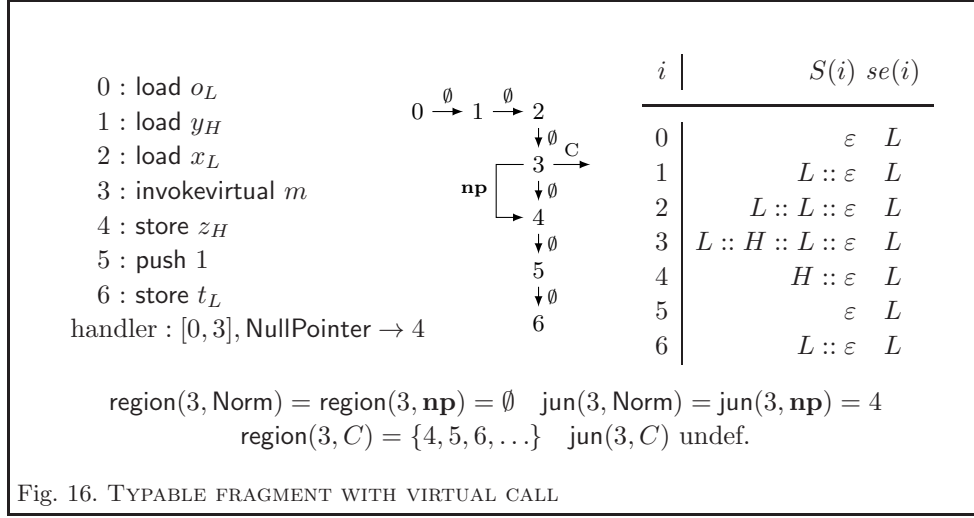 0 : load o_L
1 : load y_H
2 : load x_L
3 : invokevirtual m
4 : store z_H
5 : push 1
6 : store t_L
handler : [0, 3], NullPointer → 4
0 ∅ 1 ∅ 2
∅
3 C
np ∅
4
∅
5
∅
6
i S(i) se(i)
0 ε L
1 L :: ε L
2 L :: L :: ε L
3 L :: H :: L :: ε L
4 H :: ε L
5 ε L
6 L :: ε L
region(3, Norm) = region(3, np) = ∅ jun(3, Norm) = jun(3, np) = 4
region(3, C) = {4, 5, 6, . . .} jun(3, C) undef.
Fig. 16. Typable fragment with virtual call